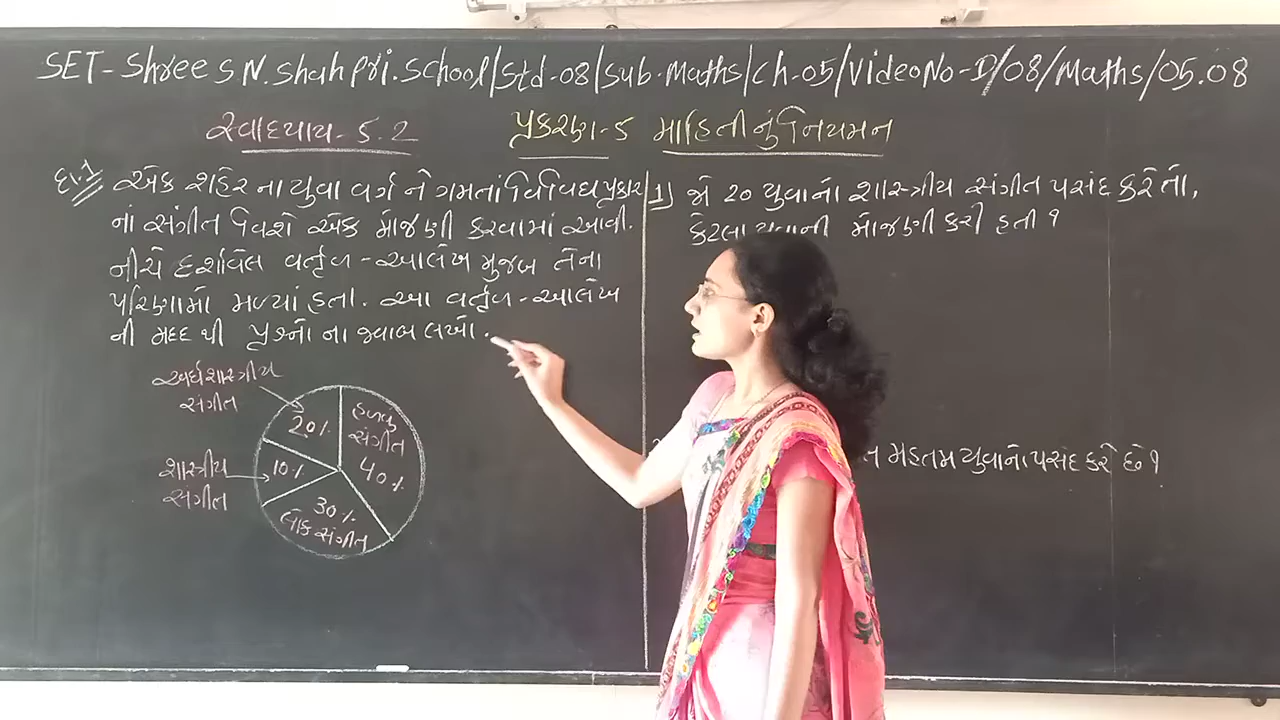 SET-Shree S N. Shah Pri. School/Std-08/Sub-Maths/Ch-05/Video No-D/08/Maths/05.08
સ્વાધ્યાય-5.2
પ્રકરણ-5 માહિતીનું નિયમન
દા.1 એક શહેર ના યુવા વર્ગ ને ગમતાં વિવિધ પ્રકાર
નાં સંગીત વિશે એક મોજણી કરવામાં આવી.
નીચે દર્શાવેલ વર્તુળ-આલેખ મુજબ તેના
પરિણામો મળ્યાં હતા. આ વર્તુળ-આલેખ
ની મદદ થી પ્રશ્નો ના જવાબ લખો.
અર્ધશાસ્ત્રીય
સંગીત
20%
હળવુ
સંગીત
40%
શાસ્ત્રીય
સંગીત
10%
30%
લોક સંગીત
1) જો 20 યુવાનો શાસ્ત્રીય સંગીત પસંદ કરે તો,
કેટલા યુવાની મોજણી કરી હતી ?
મહતમ યુવાનો પસંદ કરે છે ?